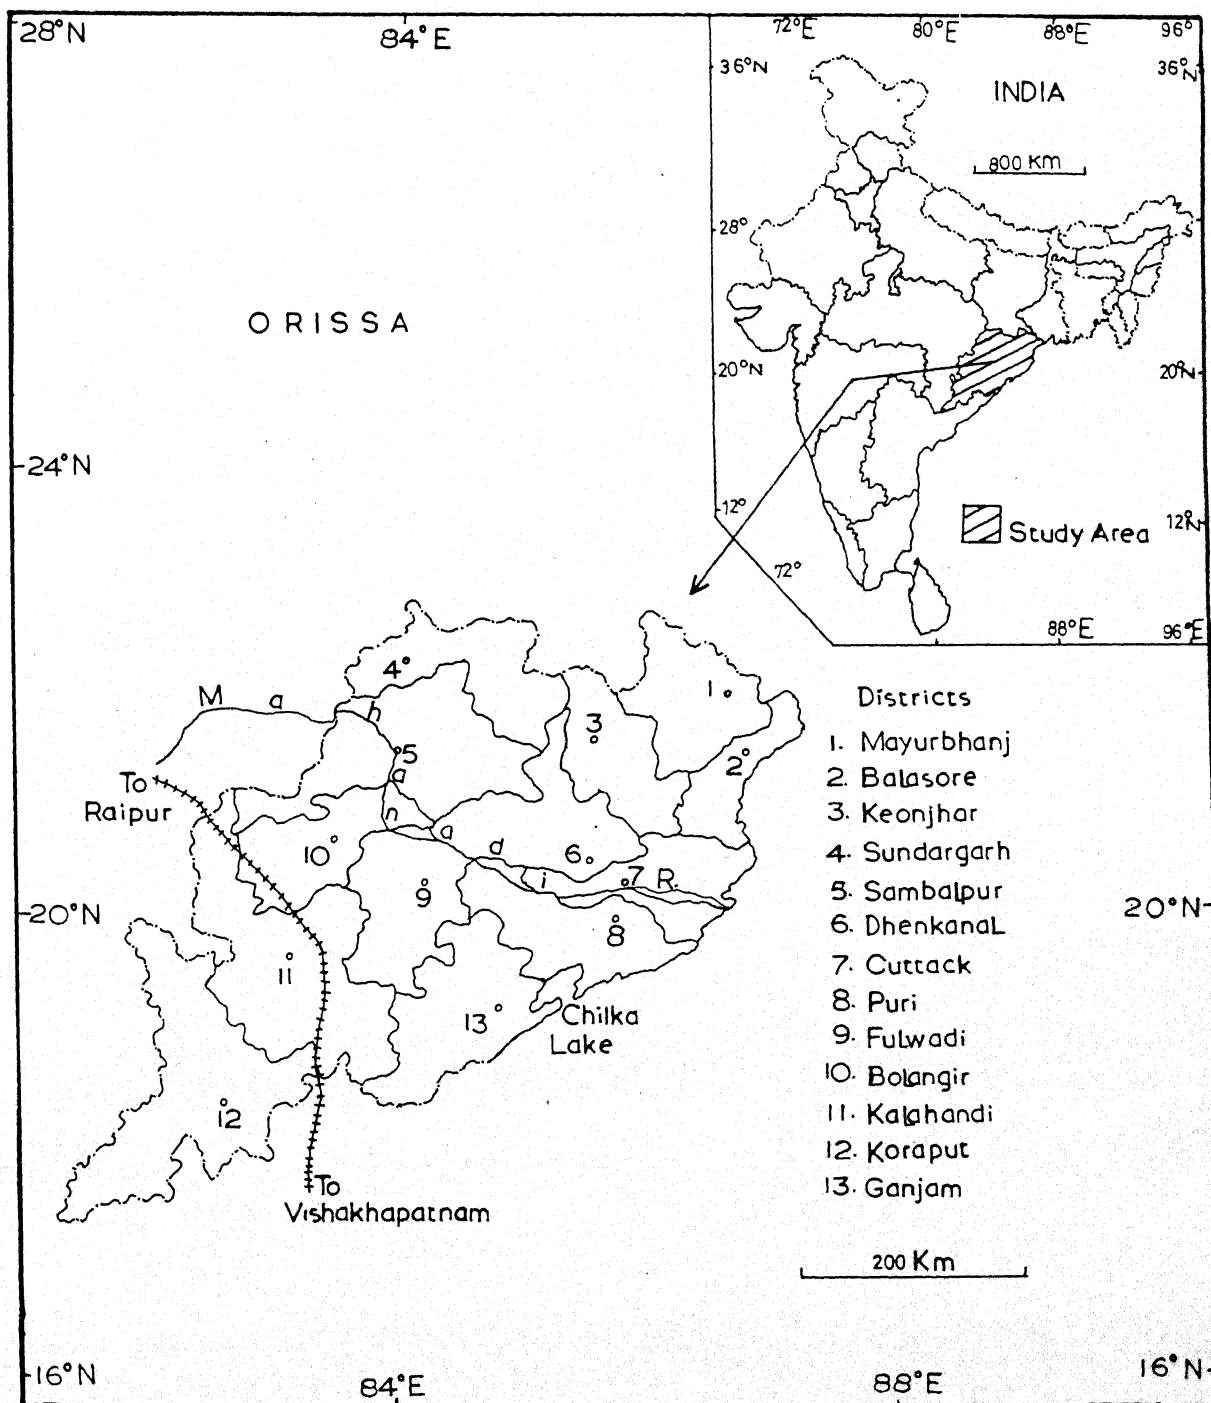 28°N
84°E
72°E
80°E
88°E
96°
36°N
36°N
INDIA
800 KM
28°
ORISSA
20°N
20°N
24°N
12°
Study Area
12°N
72°
88°E
96°E
4
1
M a h a n a d i R.
3
5
2
To
Raipur
10
6
7
9
8
20°N
20°N
11
13
Chilka
Lake
12
To
Vishakhapatnam
Districts
1. Mayurbhanj
2. Balasore
3. Keonjhar
4. Sundargarh
5. Sambalpur
6. DhenkanaL
7. Cuttack
8. Puri
9. Fulwadi
10. Bolangir
11. Kalahandi
12. Koraput
13. Ganjam
200 Km
16°N
84°E
88°E
16°N